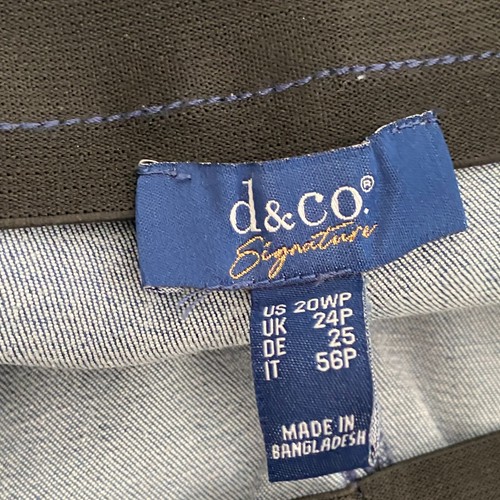 d&co.®
Signature
US 20WP
UK 24P
DE 25
IT 56P
MADE IN
BANGLADESH